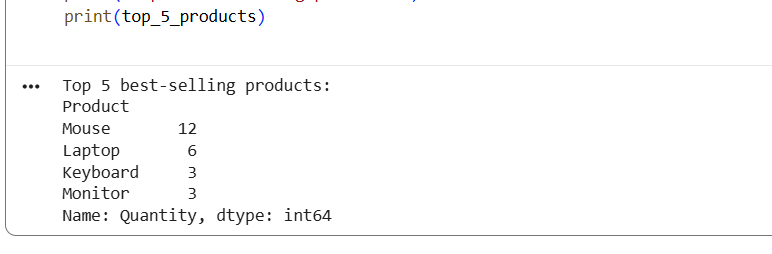 print(top_5_products)
Top 5 best-selling products:
Product
Mouse 12
Laptop 6
Keyboard 3
Monitor 3
Name: Quantity, dtype: int64